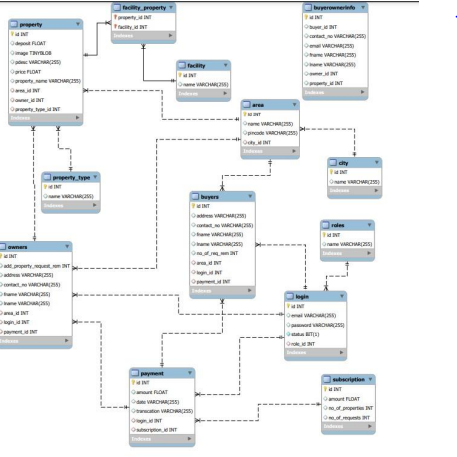 property
id INT
deposit FLOAT
image TINYBLOB
pdesc VARCHAR(255)
price FLOAT
property_name VARCHAR(255)
area_id INT
owner_id INT
property_type_id INT
Indexes
facility_property
property_id INT
facility_id INT
Indexes
facility
id INT
name VARCHAR(255)
Indexes
buyerownerinfo
id INT
buyer_id INT
contact_no VARCHAR(255)
email VARCHAR(255)
fname VARCHAR(255)
lname VARCHAR(255)
owner_id INT
property_id INT
Indexes
area
id INT
name VARCHAR(255)
pincode VARCHAR(255)
city_id INT
Indexes
city
id INT
name VARCHAR(255)
Indexes
property_type
id INT
name VARCHAR(255)
Indexes
buyers
id INT
address VARCHAR(255)
contact_no VARCHAR(255)
fname VARCHAR(255)
lname VARCHAR(255)
no_of_req_rem INT
area_id INT
login_id INT
payment_id INT
Indexes
roles
id INT
name VARCHAR(255)
Indexes
owners
id INT
add_property_request_rem INT
address VARCHAR(255)
contact_no VARCHAR(255)
fname VARCHAR(255)
lname VARCHAR(255)
area_id INT
login_id INT
payment_id INT
Indexes
login
id INT
email VARCHAR(255)
password VARCHAR(255)
status BIT(1)
role_id INT
Indexes
payment
id INT
amount FLOAT
date VARCHAR(255)
transcation VARCHAR(255)
login_id INT
subscription_id INT
Indexes
subscription
id INT
amount FLOAT
no_of_properties INT
no_of_requests INT
Indexes